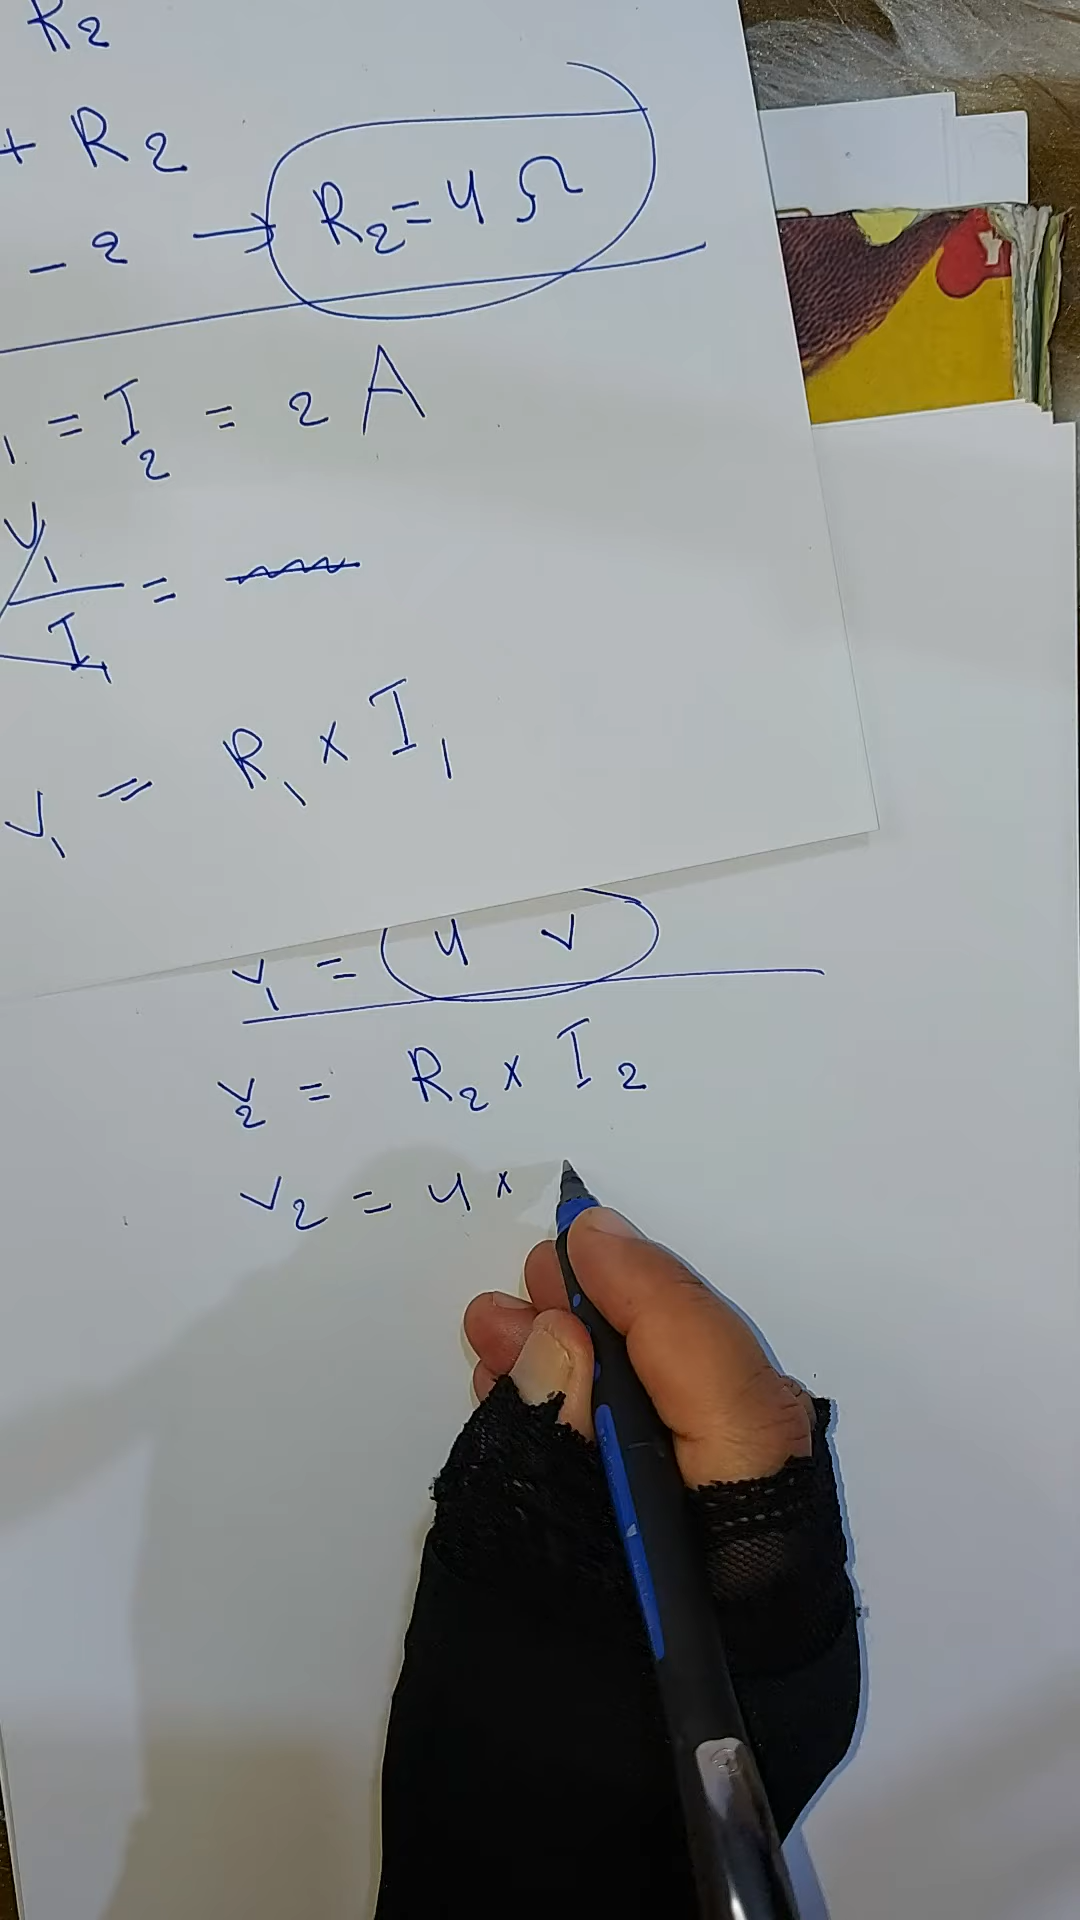 R2
+ R2
- 2 → R2 = 4 Ω
1 = I2 = 2 A
V1
=
I1
V1 = R1 × I1
V1 = 4 V
V2 = R2 × I2
V2 = 4 ×
Y